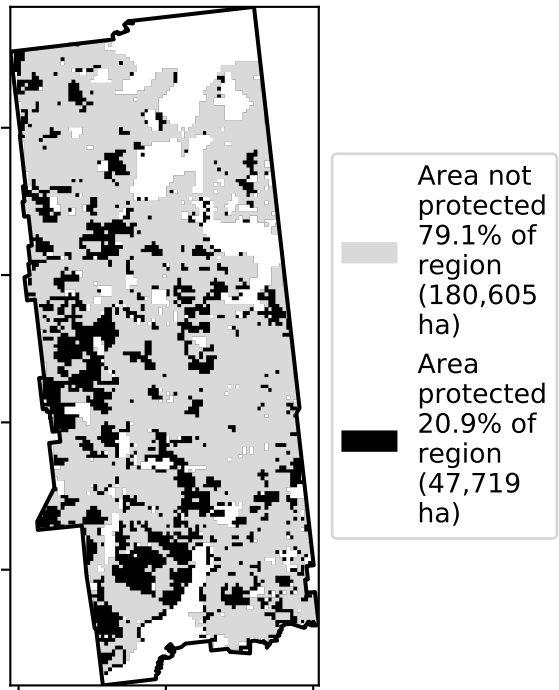 Area not
protected
79.1% of
region
(180,605
ha)
Area
protected
20.9% of
region
(47,719
ha)